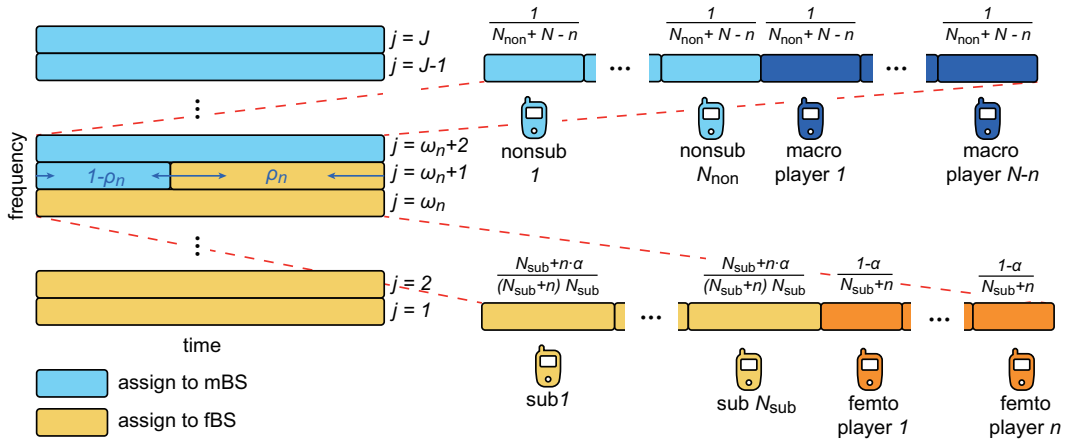 j = J
j = J-1
⋮
j = ωn+2
1-ρn
ρn
j = ωn+1
j = ωn
⋮
j = 2
j = 1
frequency
time
assign to mBS
assign to fBS
1/(Nnon+ N - n)
1/(Nnon+ N - n)
1/(Nnon+ N - n)
1/(Nnon+ N - n)
... ...
nonsub
1
nonsub
Nnon
macro
player 1
macro
player N-n
(Nsub+n·α)/((Nsub+n) Nsub)
(Nsub+n·α)/((Nsub+n) Nsub)
(1-α)/(Nsub+n)
(1-α)/(Nsub+n)
... ...
sub1
sub Nsub
femto
player 1
femto
player n